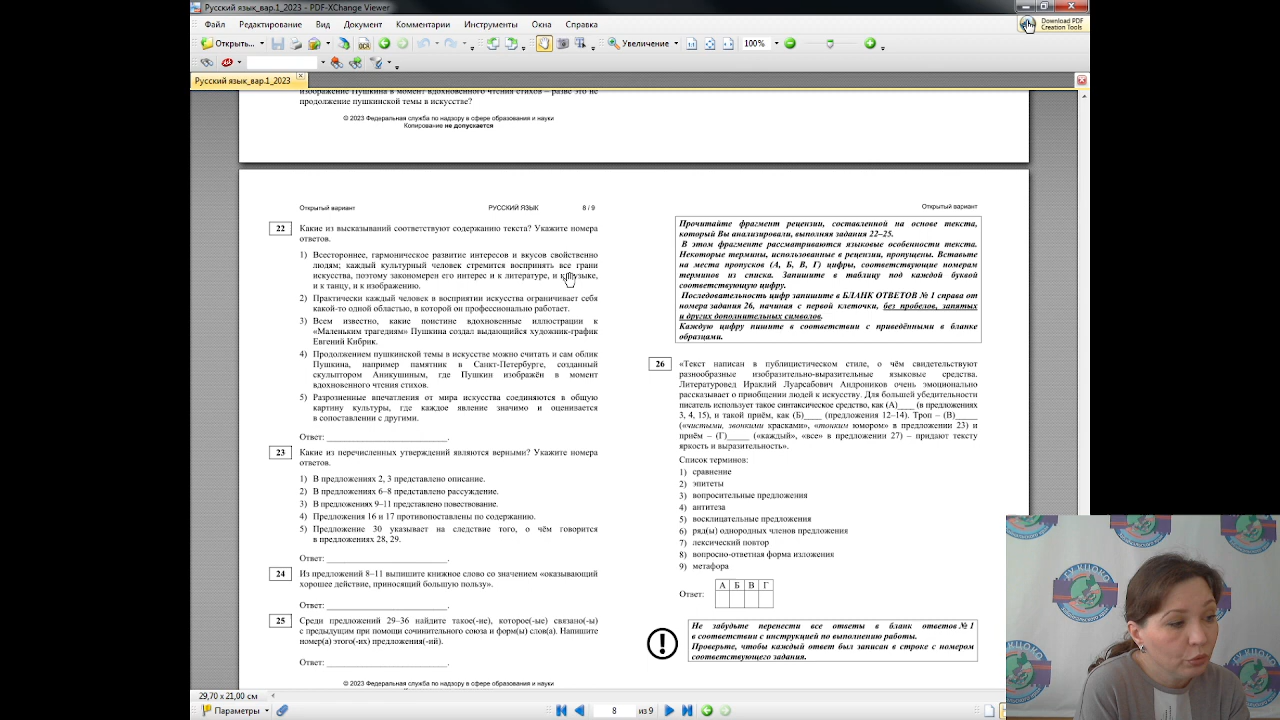 Русский язык_вар.1_2023 - PDF-XChange Viewer
Файл Редактирование Вид Документ Комментарии Инструменты Окна Справка
Download PDF Creation Tools
Открыть... OCR Увеличение 100%
Русский язык_вар.1_2023
изображение Пушкина в момент вдохновенного чтения стихов – разве это не
продолжение пушкинской темы в искусстве?
© 2023 Федеральная служба по надзору в сфере образования и науки
Копирование не допускается
Открытый вариант РУССКИЙ ЯЗЫК 8 / 9
22 Какие из высказываний соответствуют содержанию текста? Укажите номера
ответов.
1) Всестороннее, гармоническое развитие интересов и вкусов свойственно
людям; каждый культурный человек стремится воспринять все грани
искусства, поэтому закономерен его интерес и к литературе, и к музыке,
и к танцу, и к изображению.
2) Практически каждый человек в восприятии искусства ограничивает себя
какой-то одной областью, в которой он профессионально работает.
3) Всем известно, какие поистине вдохновенные иллюстрации к
«Маленьким трагедиям» Пушкина создал выдающийся художник-график
Евгений Кибрик.
4) Продолжением пушкинской темы в искусстве можно считать и сам облик
Пушкина, например памятник в Санкт-Петербурге, созданный
скульптором Аникушиным, где Пушкин изображён в момент
вдохновенного чтения стихов.
5) Разрозненные впечатления от мира искусства соединяются в общую
картину культуры, где каждое явление значимо и оценивается
в сопоставлении с другими.
Ответ: ___________________________.
23 Какие из перечисленных утверждений являются верными? Укажите номера
ответов.
1) В предложениях 2, 3 представлено описание.
2) В предложениях 6–8 представлено рассуждение.
3) В предложениях 9–11 представлено повествование.
4) Предложения 16 и 17 противопоставлены по содержанию.
5) Предложение 30 указывает на следствие того, о чём говорится
в предложениях 28, 29.
Ответ: ___________________________.
24 Из предложений 8–11 выпишите книжное слово со значением «оказывающий
хорошее действие, приносящий большую пользу».
Ответ: ___________________________.
25 Среди предложений 29–36 найдите такое(-ие), которое(-ые) связано(-ы)
с предыдущим при помощи сочинительного союза и форм(ы) слов(а). Напишите
номер(а) этого(-их) предложения(-ий).
Ответ: ___________________________.
© 2023 Федеральная служба по надзору в сфере образования и науки
Открытый вариант
Прочитайте фрагмент рецензии, составленной на основе текста,
который Вы анализировали, выполняя задания 22–25.
В этом фрагменте рассматриваются языковые особенности текста.
Некоторые термины, использованные в рецензии, пропущены. Вставьте
на места пропусков (А, Б, В, Г) цифры, соответствующие номерам
терминов из списка. Запишите в таблицу под каждой буквой
соответствующую цифру.
Последовательность цифр запишите в БЛАНК ОТВЕТОВ № 1 справа от
номера задания 26, начиная с первой клеточки, без пробелов, запятых
и других дополнительных символов.
Каждую цифру пишите в соответствии с приведёнными в бланке
образцами.
26 «Текст написан в публицистическом стиле, о чём свидетельствуют
разнообразные изобразительно-выразительные языковые средства.
Литературовед Ираклий Луарсабович Андроников очень эмоционально
рассказывает о приобщении людей к искусству. Для большей убедительности
писатель использует такое синтаксическое средство, как (А)____ (в предложениях
3, 4, 15), и такой приём, как (Б)____ (предложения 12–14). Троп – (В)_____
(«чистыми, звонкими красками», «тонким юмором» в предложении 23) и
приём – (Г)_____ («каждый», «все» в предложении 27) – придают тексту
яркость и выразительность».
Список терминов:
1) сравнение
2) эпитеты
3) вопросительные предложения
4) антитеза
5) восклицательные предложения
6) ряд(ы) однородных членов предложения
7) лексический повтор
8) вопросно-ответная форма изложения
9) метафора
А Б В Г
Ответ:
Не забудьте перенести все ответы в бланк ответов № 1
в соответствии с инструкцией по выполнению работы.
Проверьте, чтобы каждый ответ был записан в строке с номером
соответствующего задания.
29,70 x 21,00 см
Параметры 8 из 9